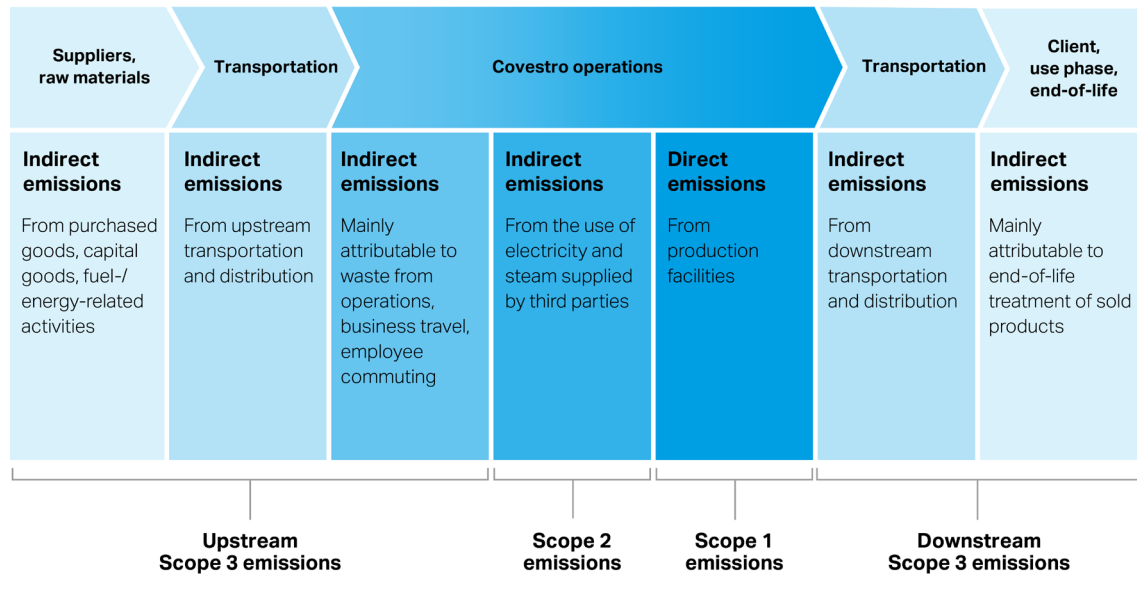 Suppliers,
raw materials
Transportation
Covestro operations
Transportation
Client,
use phase,
end-of-life
Indirect
emissions
From purchased
goods, capital
goods, fuel-/
energy-related
activities
Indirect
emissions
From upstream
transportation
and distribution
Indirect
emissions
Mainly
attributable to
waste from
operations,
business travel,
employee
commuting
Indirect
emissions
From the use of
electricity and
steam supplied
by third parties
Direct
emissions
From
production
facilities
Indirect
emissions
From
downstream
transportation
and distribution
Indirect
emissions
Mainly
attributable to
end-of-life
treatment of sold
products
Upstream
Scope 3 emissions
Scope 2
emissions
Scope 1
emissions
Downstream
Scope 3 emissions